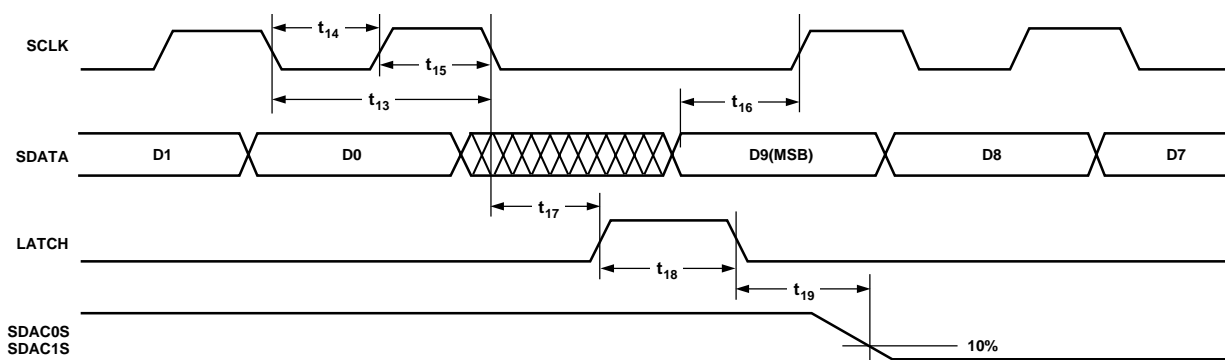 SCLK
t14
t15
t13
t16
SDATA
D1
D0
D9(MSB)
D8
D7
t17
LATCH
t18
t19
SDAC0S
SDAC1S
10%